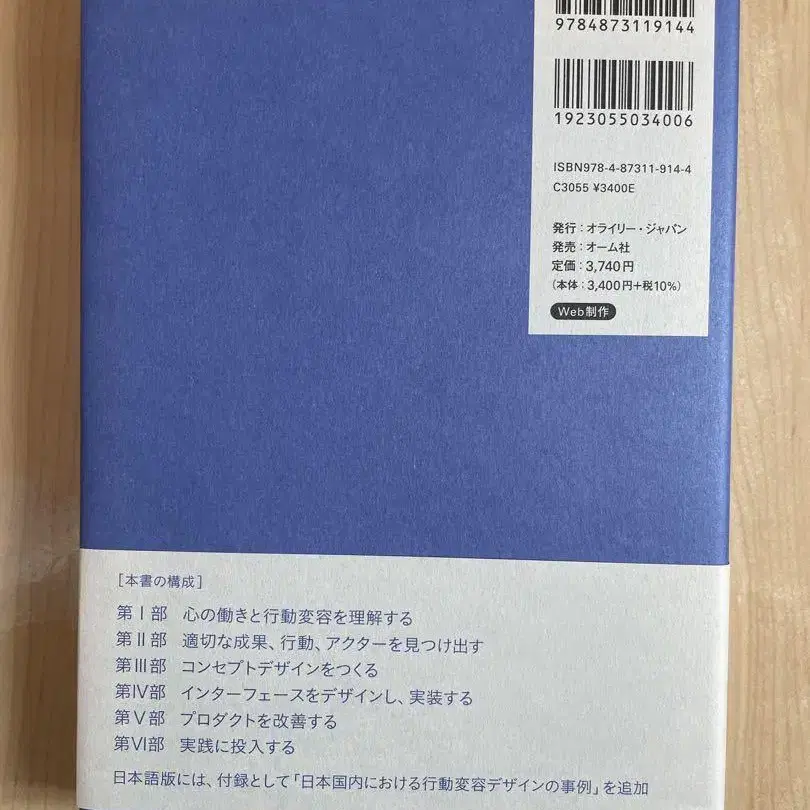 9784873119144
1923055034006
ISBN978-4-87311-914-4
C3055 ¥3400E
発行：オライリー・ジャパン
発売：オーム社
定価：3,740円
（本体：3,400円+税10%）
Web制作
［本書の構成］
第Ⅰ部 心の働きと行動変容を理解する
第Ⅱ部 適切な成果、行動、アクターを見つけ出す
第Ⅲ部 コンセプトデザインをつくる
第Ⅳ部 インターフェースをデザインし、実装する
第Ⅴ部 プロダクトを改善する
第Ⅵ部 実践に投入する
日本語版には、付録として「日本国内における行動変容デザインの事例」を追加